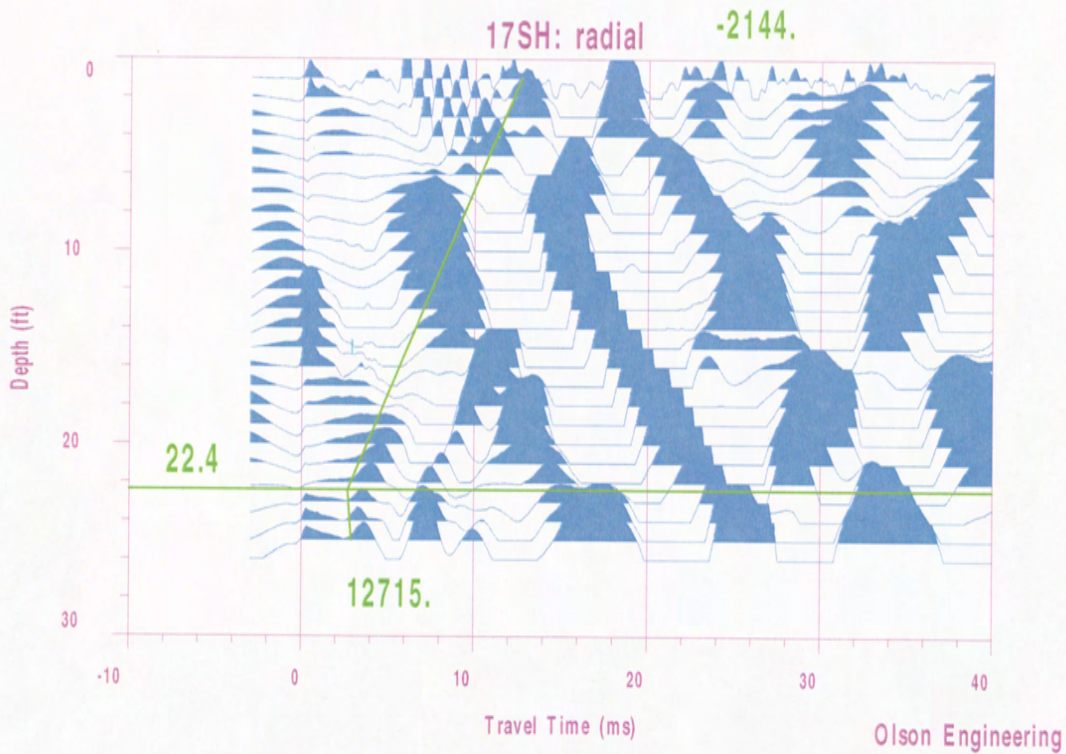 -2144.
17SH: radial
0
10
20
30
Depth (ft)
22.4
12715.
-10 0 10 20 30 40
Travel Time (ms)
Olson Engineering